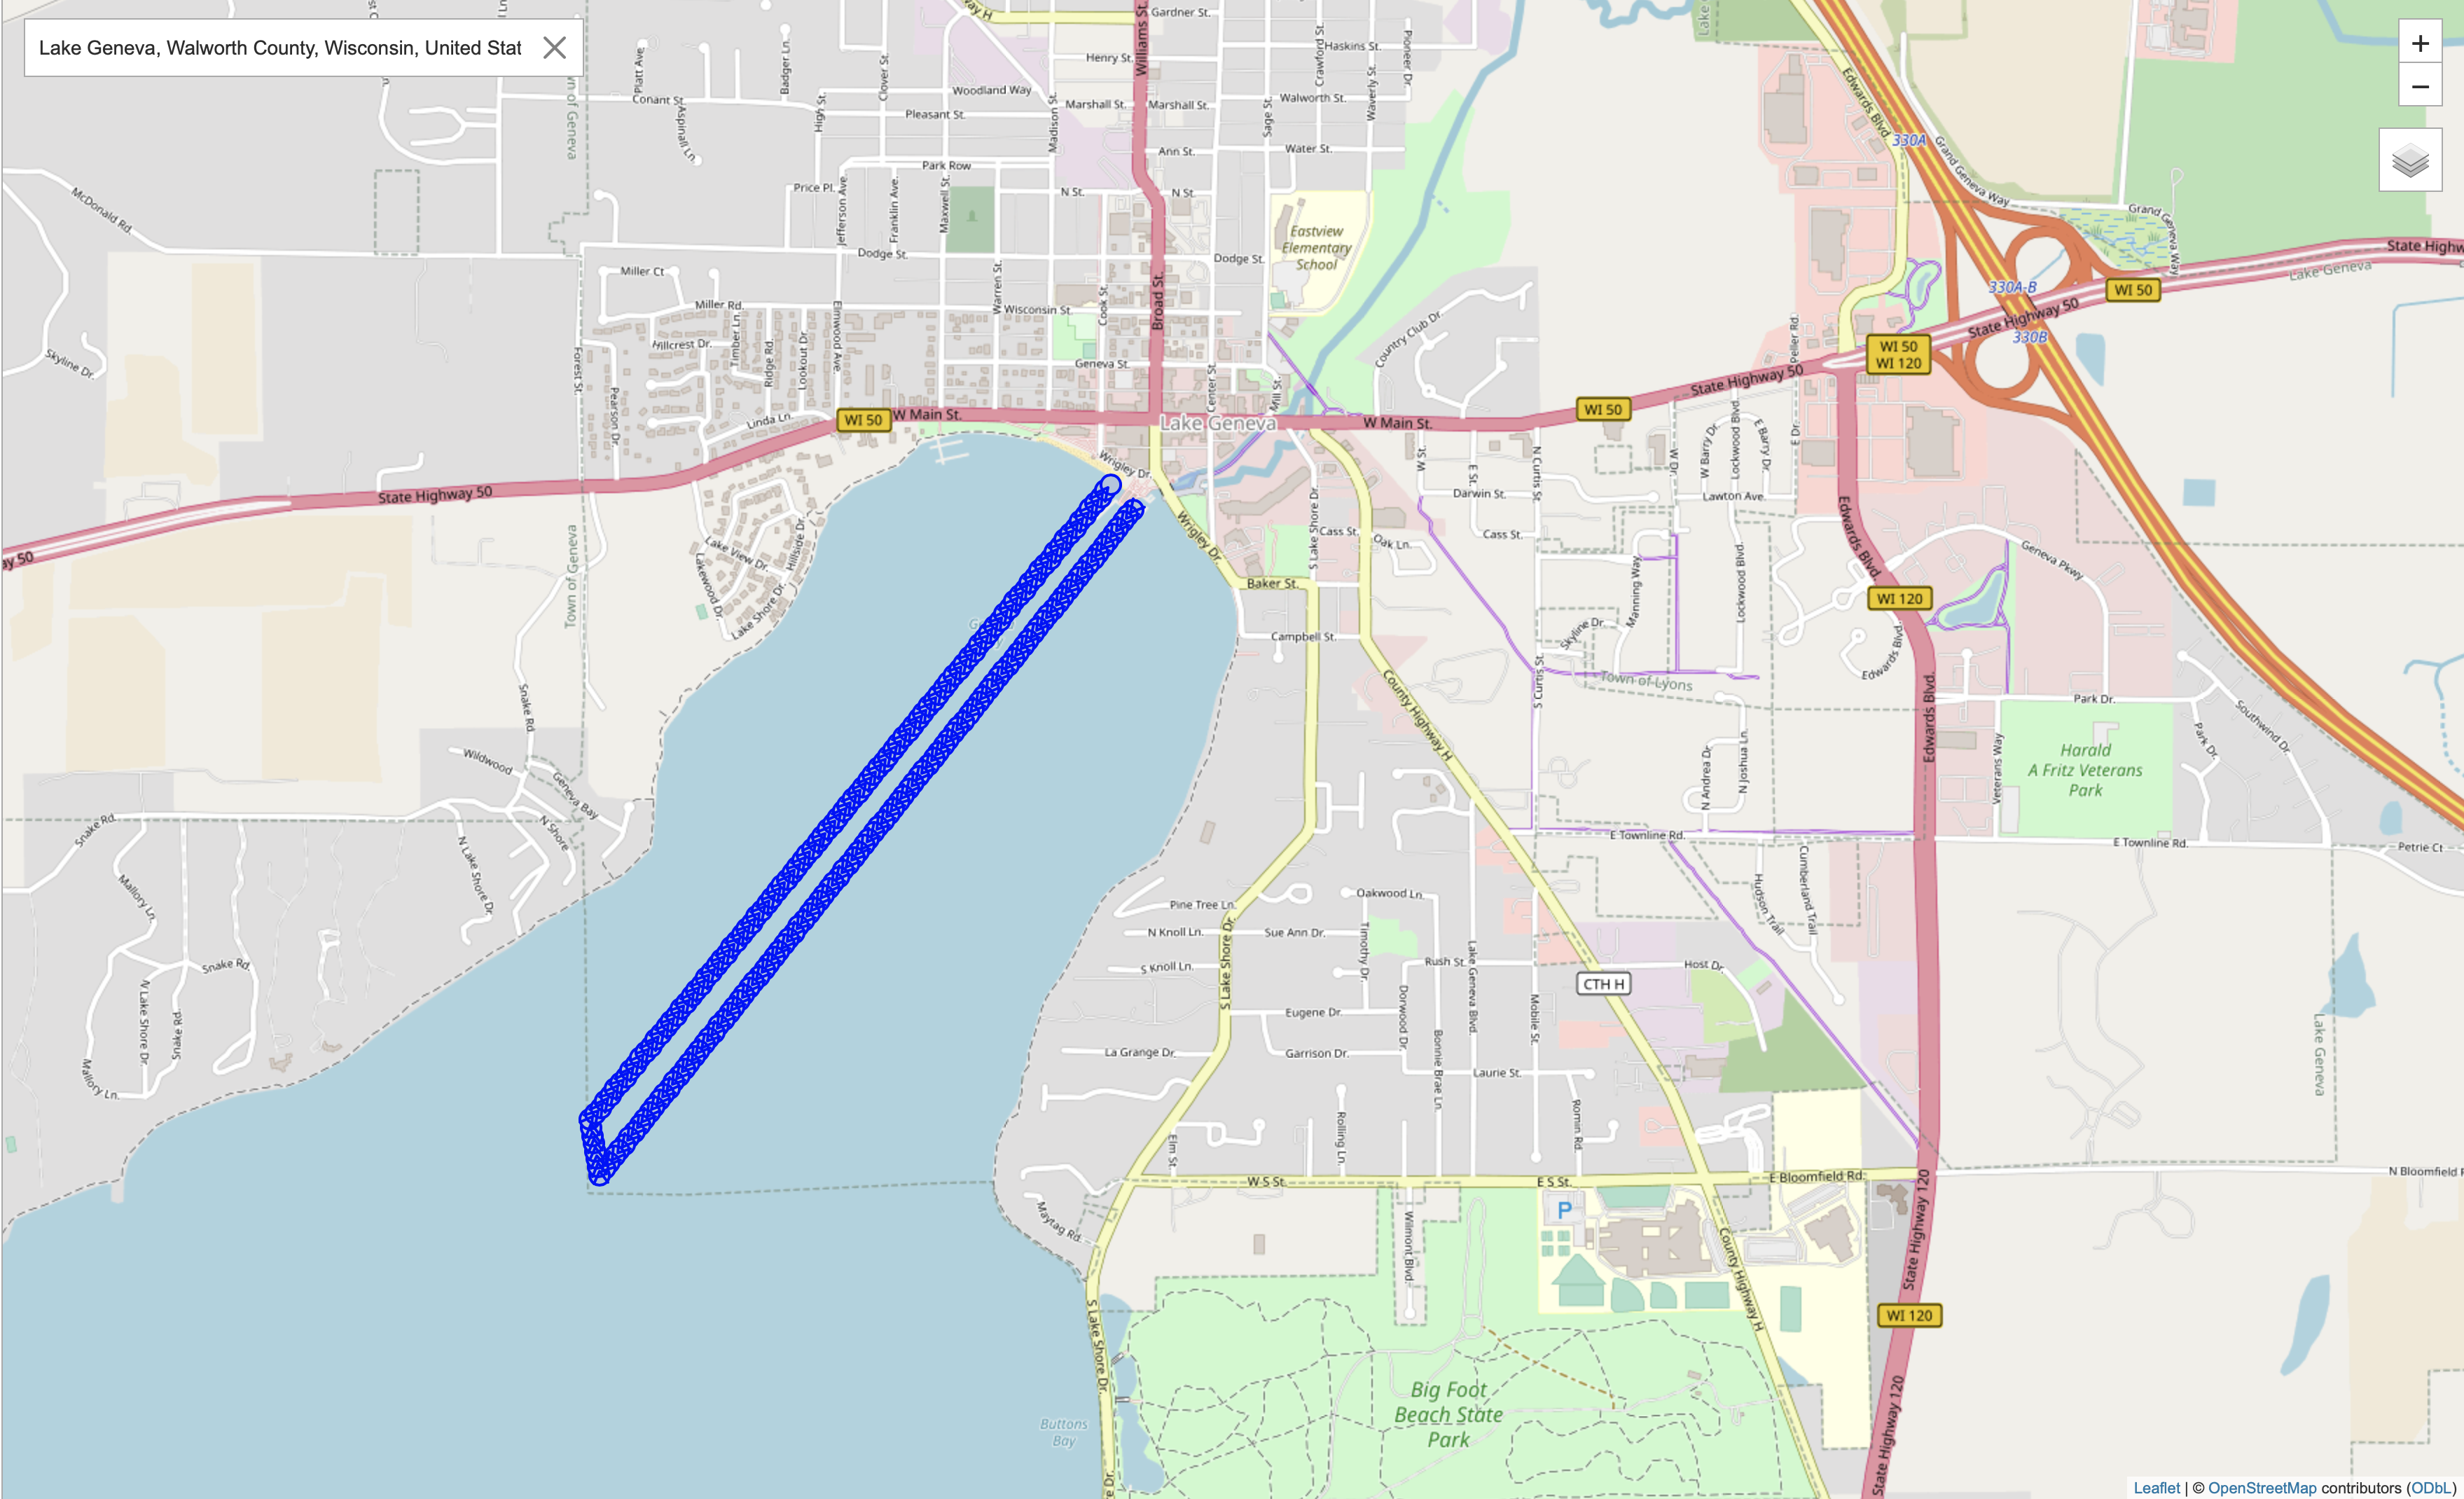 Lake Geneva, Walworth County, Wisconsin, United Stat
+
−
Gardner St.
Williams St.
Henry St.
Haskins St.
Crawford St.
Pioneer Dr.
Platt Ave.
Badger Ln.
Clover St.
Woodland Way
Conant St.
Marshall St.
Marshall St.
Walworth St.
Waverly St.
High St.
Pleasant St.
Madison St.
Sage St.
Aspundell Ln.
Edwards Blvd.
330A
Ann St.
Water St.
Park Row
Grand Geneva Way
Price Pl.
N St.
N St.
McDonald Rd.
Jefferson Ave.
Franklin Ave.
Maxwell St.
Grand Geneva Way
Eastview
Elementary
School
State Highw
Dodge St.
Dodge St.
Lake Geneva
Miller Ct
330A-B
WI 50
Warren St.
Broad St.
Cook St.
Miller Rd.
Wisconsin St.
State Highway 50
330B
Timber Ln.
Elmwood Ave.
Country Club Dr.
Peller Rd.
Hillcrest Dr.
Ridge Rd.
Lookout Dr.
WI 50
WI 120
Skyline Dr.
Forest St.
Geneva St.
Center St.
Mill St.
State Highway 50
Pearson Dr.
Linda Ln.
WI 50
W Main St.
Lake Geneva
W Main St.
WI 50
E Dr.
W Dr.
W Barry Dr.
Lockwood Blvd.
E Barry Dr.
Wrigley Dr.
W St.
E St.
N Curtis St.
State Highway 50
Darwin St.
Lawton Ave.
Town of Geneva
Wrigley Dr.
S Lake Shore Dr.
Cass St.
Oak Ln.
Cass St.
Edwards Blvd.
Geneva Pkwy
ay 50
Lake View Dr.
Hillside Dr.
Lakewood Dr.
Lake Shore Dr.
Baker St.
Manning Way
Lockwood Blvd.
WI 120
Campbell St.
Skyline Dr.
Edwards Blvd.
Town of Lyons
S Curtis St.
Snake Rd.
County Highway H
Edwards Blvd.
Park Dr.
Southwind Dr.
Park Dr.
Wildwood
Geneva Bay
N Andrea Dr.
N Joshua Ln.
Veterans Way
Harald
A Fritz Veterans
Park
Snake Rd.
N Shore
E Townline Rd.
E Townline Rd.
Petrie Ct
N Lake Shore Dr.
Mallory Ln.
Hudson Trail
Cumberland Trail
Oakwood Ln.
Pine Tree Ln.
N Knoll Ln.
Sue Ann Dr.
Timothy Dr.
Lake Geneva Blvd.
Snake Rd.
S Knoll Ln.
Rush St.
Host Dr.
S Lake Shore Dr.
CTH H
N Lake Shore Dr.
Snake Rd.
Eugene Dr.
Dorwood Dr.
Mobile St.
Bonnie Brae Ln.
La Grange Dr.
Garrison Dr.
Laurie St.
Mallory Ln.
Lake Geneva
Elm St.
Rolling Ln.
Romin Rd.
W S St.
E S St.
E Bloomfield Rd.
N Bloomfield R
Maytag Rd.
Wilmont Blvd.
P
County Highway H
State Highway 120
WI 120
S Lake Shore Dr.
Big Foot
Beach State
Park
Buttons
Bay
State Highway 120
e Dr.
Leaflet | © OpenStreetMap contributors (ODbL)